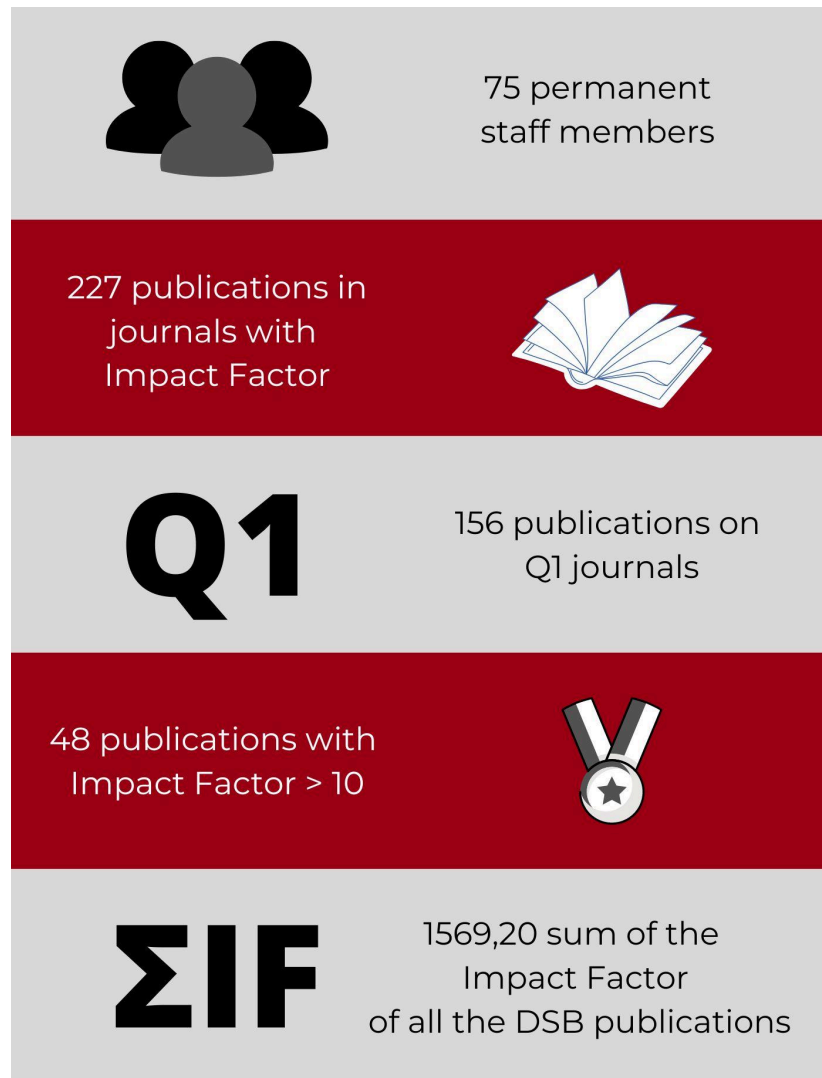 75 permanent
staff members
227 publications in
journals with
Impact Factor
Q1
156 publications on
Q1 journals
48 publications with
Impact Factor > 10
ΣIF
1569,20 sum of the
Impact Factor
of all the DSB publications